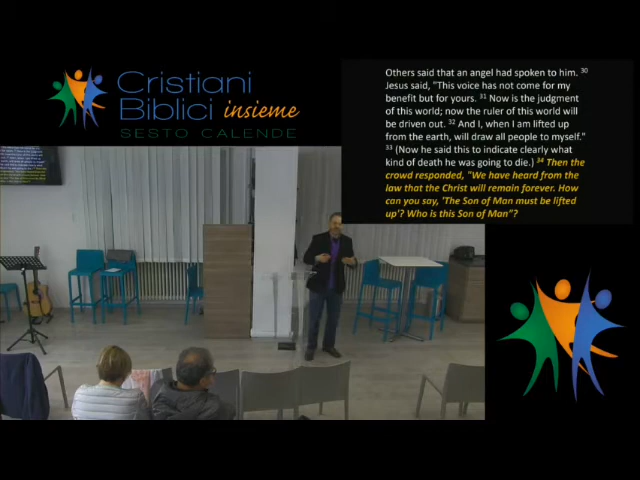 Cristiani
Biblici insieme
SESTO CALENDE
Others said that an angel had spoken to him. 30
Jesus said, "This voice has not come for my
benefit but for yours. 31 Now is the judgment
of this world; now the ruler of this world will
be driven out. 32 And I, when I am lifted up
from the earth, will draw all people to myself."
33 (Now he said this to indicate clearly what
kind of death he was going to die.) 34 Then the
crowd responded, "We have heard from the
law that the Christ will remain forever. How
can you say, 'The Son of Man must be lifted
up'? Who is this Son of Man"?